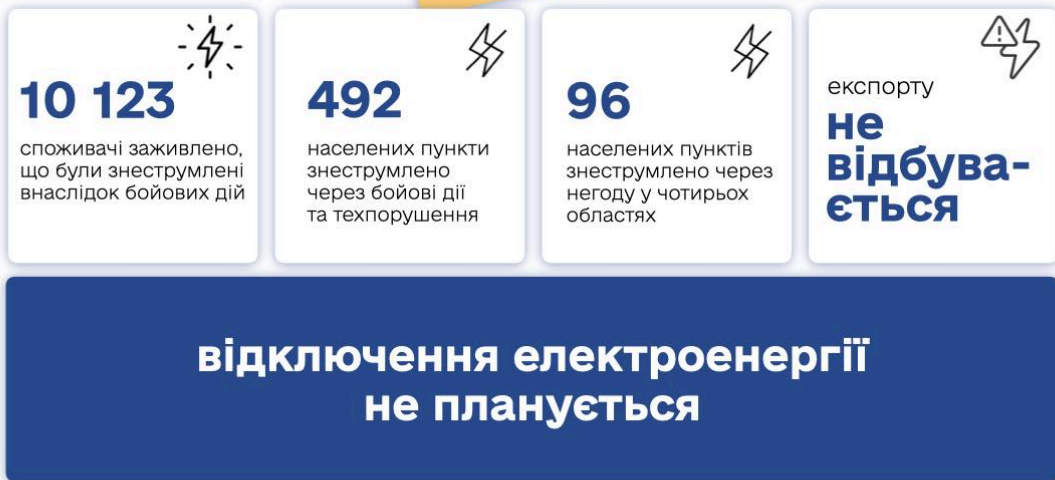 10 123
споживачі заживлено,
що були знеструмлені
внаслідок бойових дій
492
населених пункти
знеструмлено
через бойові дії
та техпорушення
96
населених пунктів
знеструмлено через
негоду у чотирьох
областях
експорту
не
відбува-
ється
відключення електроенергії
не планується